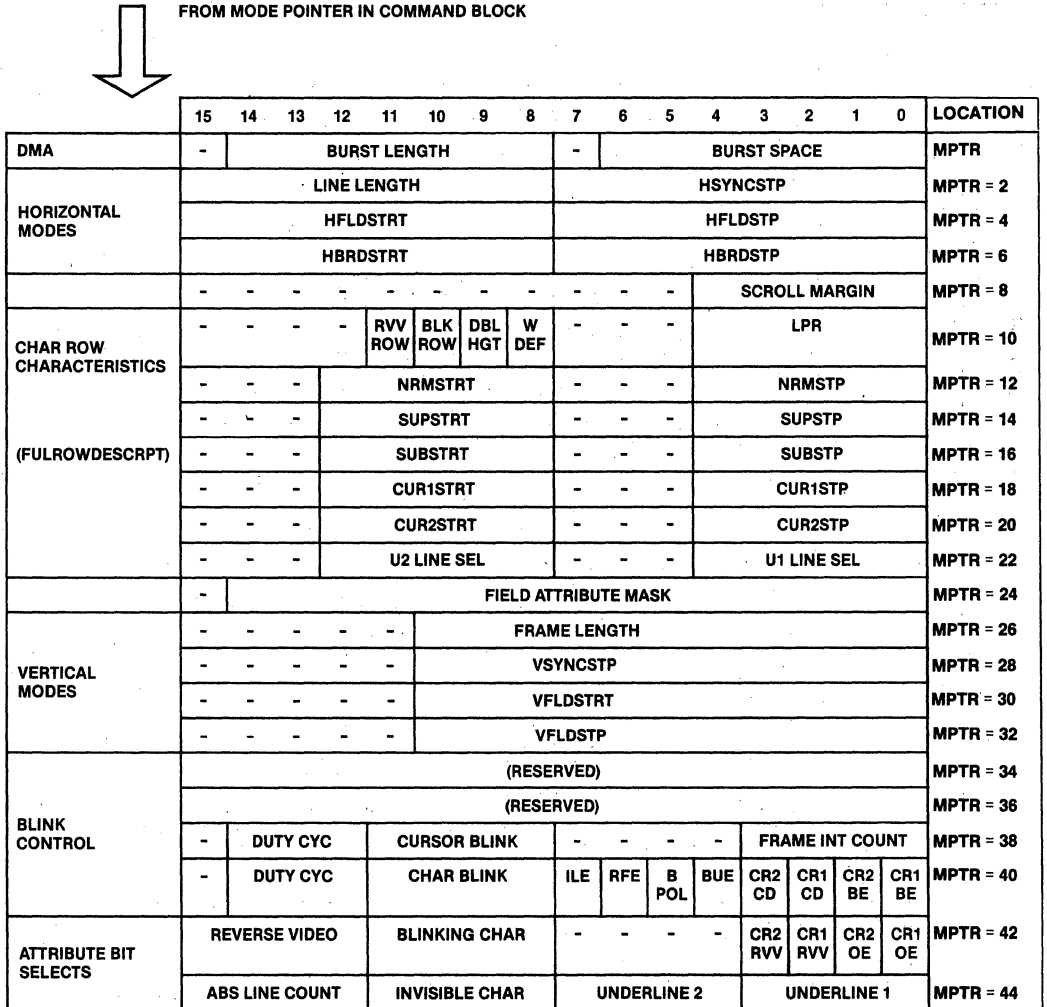 FROM MODE POINTER IN COMMAND BLOCK
15 14 13 12 11 10 9 8 7 6 5 4 3 2 1 0 LOCATION
DMA - BURST LENGTH - BURST SPACE MPTR
HORIZONTAL MODES
LINE LENGTH HSYNCSTP MPTR = 2
HFLDSTRT HFLDSTP MPTR = 4
HBRDSTRT HBRDSTP MPTR = 6
- - - - - - - - - - - SCROLL MARGIN MPTR = 8
CHAR ROW CHARACTERISTICS
(FULROWDESCRPT)
- - - - RVV ROW BLK ROW DBL HGT W DEF - - - LPR MPTR = 10
- - - NRMSTRT - - - NRMSTP MPTR = 12
- - - SUPSTRT - - - SUPSTP MPTR = 14
- - - SUBSTRT - - - SUBSTP MPTR = 16
- - - CUR1STRT - - - CUR1STP MPTR = 18
- - - CUR2STRT - - - CUR2STP MPTR = 20
- - - U2 LINE SEL - - - U1 LINE SEL MPTR = 22
- FIELD ATTRIBUTE MASK MPTR = 24
VERTICAL MODES
- - - - - FRAME LENGTH MPTR = 26
- - - - - VSYNCSTP MPTR = 28
- - - - - VFLDSTRT MPTR = 30
- - - - - VFLDSTP MPTR = 32
BLINK CONTROL
(RESERVED) MPTR = 34
(RESERVED) MPTR = 36
- DUTY CYC CURSOR BLINK - - - - FRAME INT COUNT MPTR = 38
- DUTY CYC CHAR BLINK ILE RFE B POL BUE CR2 CD CR1 CD CR2 BE CR1 BE MPTR = 40
ATTRIBUTE BIT SELECTS
REVERSE VIDEO BLINKING CHAR - - - - CR2 RVV CR1 RVV CR2 OE CR1 OE MPTR = 42
ABS LINE COUNT INVISIBLE CHAR UNDERLINE 2 UNDERLINE 1 MPTR = 44